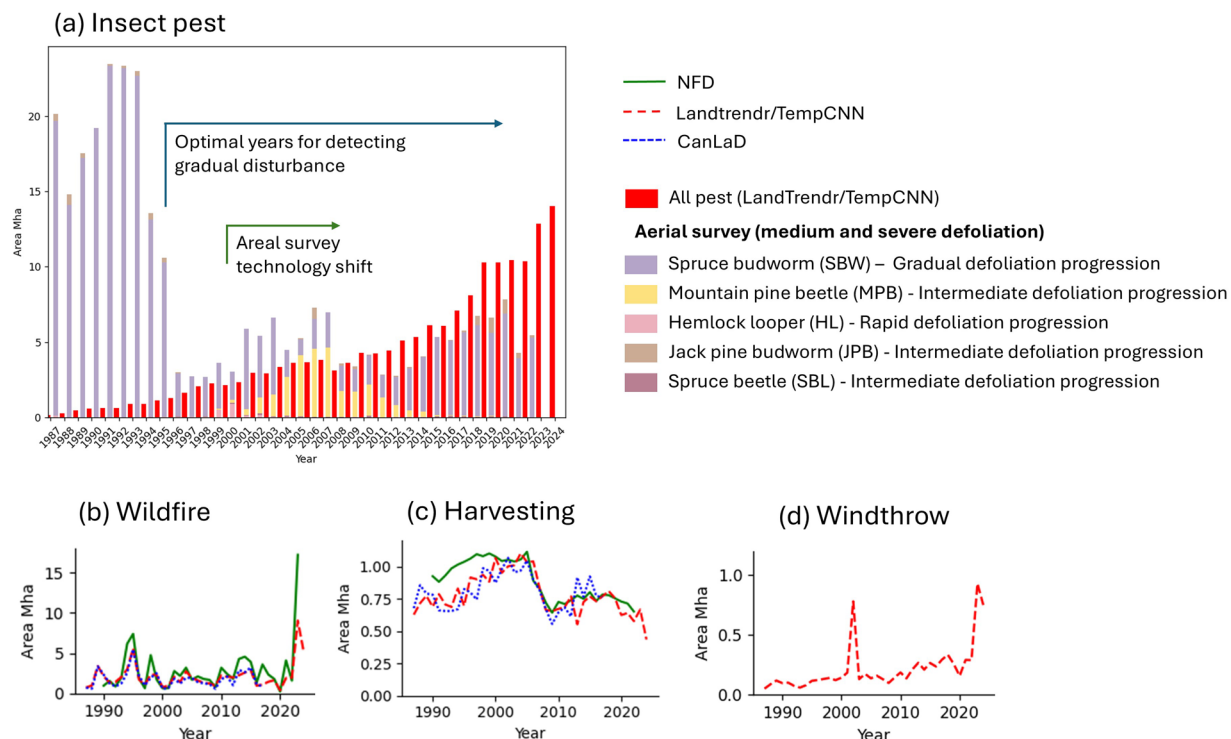 (a) Insect pest
20
15
10
5
0
Area Mha
Optimal years for detecting
gradual disturbance
Areal survey
technology shift
1987
1988
1989
1990
1991
1992
1993
1994
1995
1996
1997
1998
1999
2000
2001
2002
2003
2004
2005
2006
2007
2008
2009
2010
2011
2012
2013
2014
2015
2016
2017
2018
2019
2020
2021
2022
2023
2024
Year
NFD
Landtrendr/TempCNN
CanLaD
All pest (LandTrendr/TempCNN)
Aerial survey (medium and severe defoliation)
Spruce budworm (SBW) – Gradual defoliation progression
Mountain pine beetle (MPB) - Intermediate defoliation progression
Hemlock looper (HL) - Rapid defoliation progression
Jack pine budworm (JPB) - Intermediate defoliation progression
Spruce beetle (SBL) - Intermediate defoliation progression
(b) Wildfire
15
10
5
0
Area Mha
1990 2000 2010 2020
Year
(c) Harvesting
1.00
0.75
0.50
0.25
0.00
Area Mha
1990 2000 2010 2020
Year
(d) Windthrow
1.0
0.5
0.0
Area Mha
1990 2000 2010 2020
Year